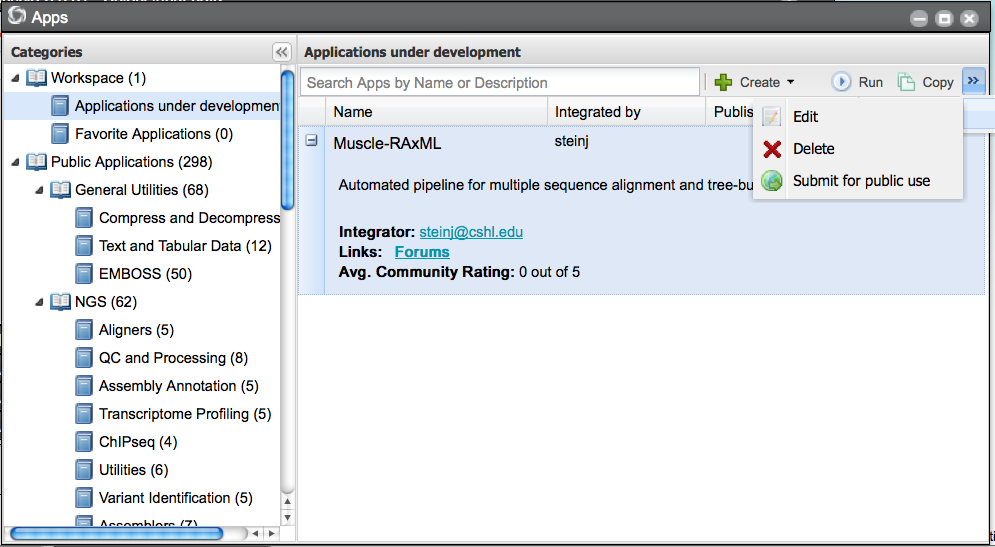 Apps
Categories
Workspace (1)
Applications under developmen
Favorite Applications (0)
Public Applications (298)
General Utilities (68)
Compress and Decompress
Text and Tabular Data (12)
EMBOSS (50)
NGS (62)
Aligners (5)
QC and Processing (8)
Assembly Annotation (5)
Transcriptome Profiling (5)
ChIPseq (4)
Utilities (6)
Variant Identification (5)
Assemblers (7)
Applications under development
Search Apps by Name or Description
Create Run Copy
Name Integrated by Publis
Muscle-RAxML steinj
Automated pipeline for multiple sequence alignment and tree-bu
Integrator: steinj@cshl.edu
Links: Forums
Avg. Community Rating: 0 out of 5
Edit
Delete
Submit for public use